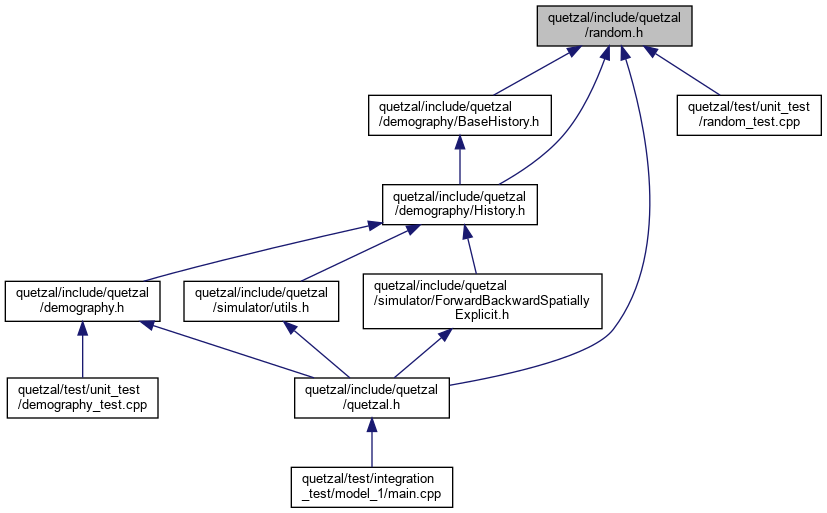 quetzal/include/quetzal
/random.h
quetzal/include/quetzal
/demography/BaseHistory.h
quetzal/test/unit_test
/random_test.cpp
quetzal/include/quetzal
/demography/History.h
quetzal/include/quetzal
/demography.h
quetzal/include/quetzal
/simulator/utils.h
quetzal/include/quetzal
/simulator/ForwardBackwardSpatially
Explicit.h
quetzal/test/unit_test
/demography_test.cpp
quetzal/include/quetzal
/quetzal.h
quetzal/test/integration
_test/model_1/main.cpp